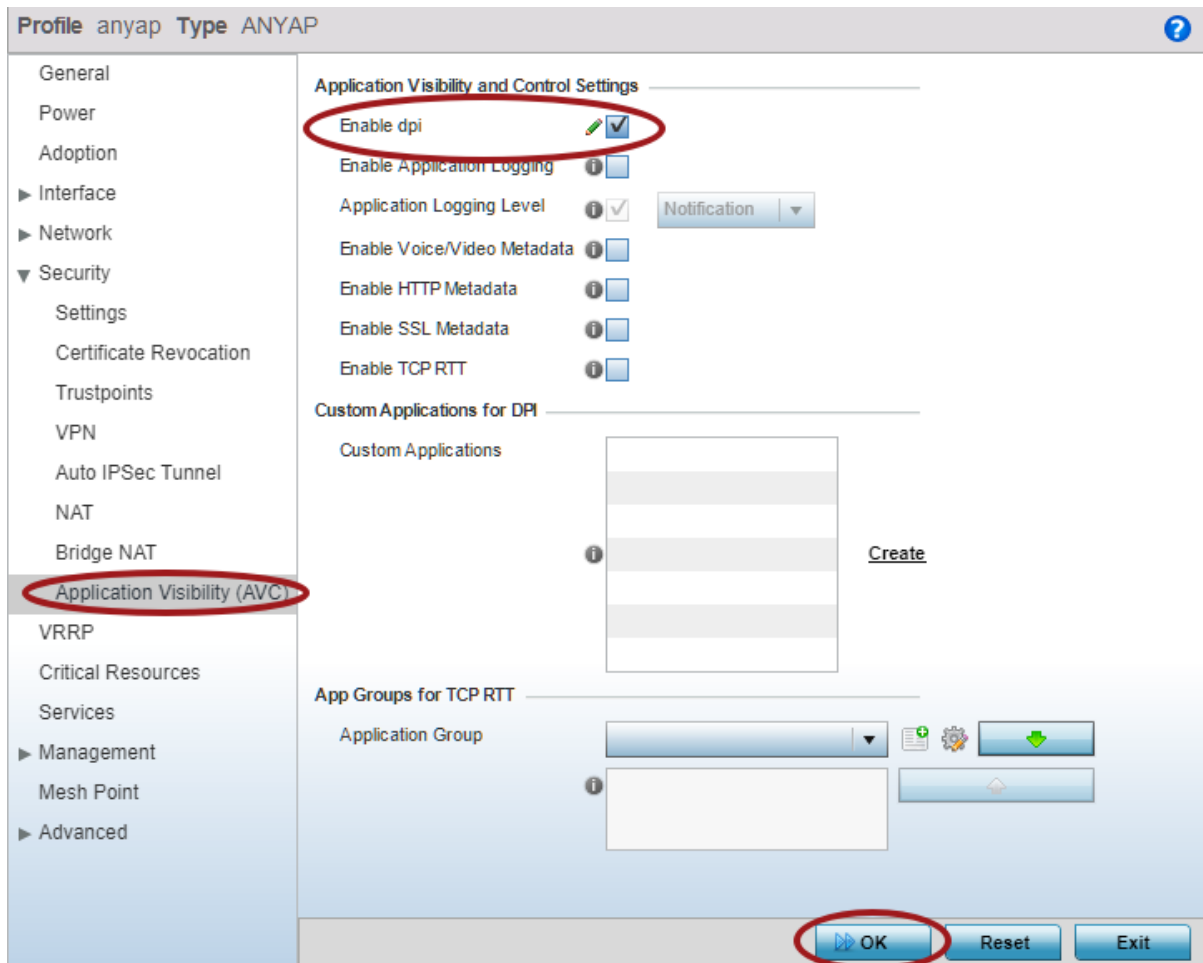 Profile anyap Type ANYAP
General
Power
Adoption
Interface
Network
Security
Settings
Certificate Revocation
Trustpoints
VPN
Auto IPSec Tunnel
NAT
Bridge NAT
Application Visibility (AVC)
VRRP
Critical Resources
Services
Management
Mesh Point
Advanced
Application Visibility and Control Settings
Enable dpi
Enable Application Logging
Application Logging Level Notification
Enable Voice/Video Metadata
Enable HTTP Metadata
Enable SSL Metadata
Enable TCP RTT
Custom Applications for DPI
Custom Applications
Create
App Groups for TCP RTT
Application Group
OK Reset Exit